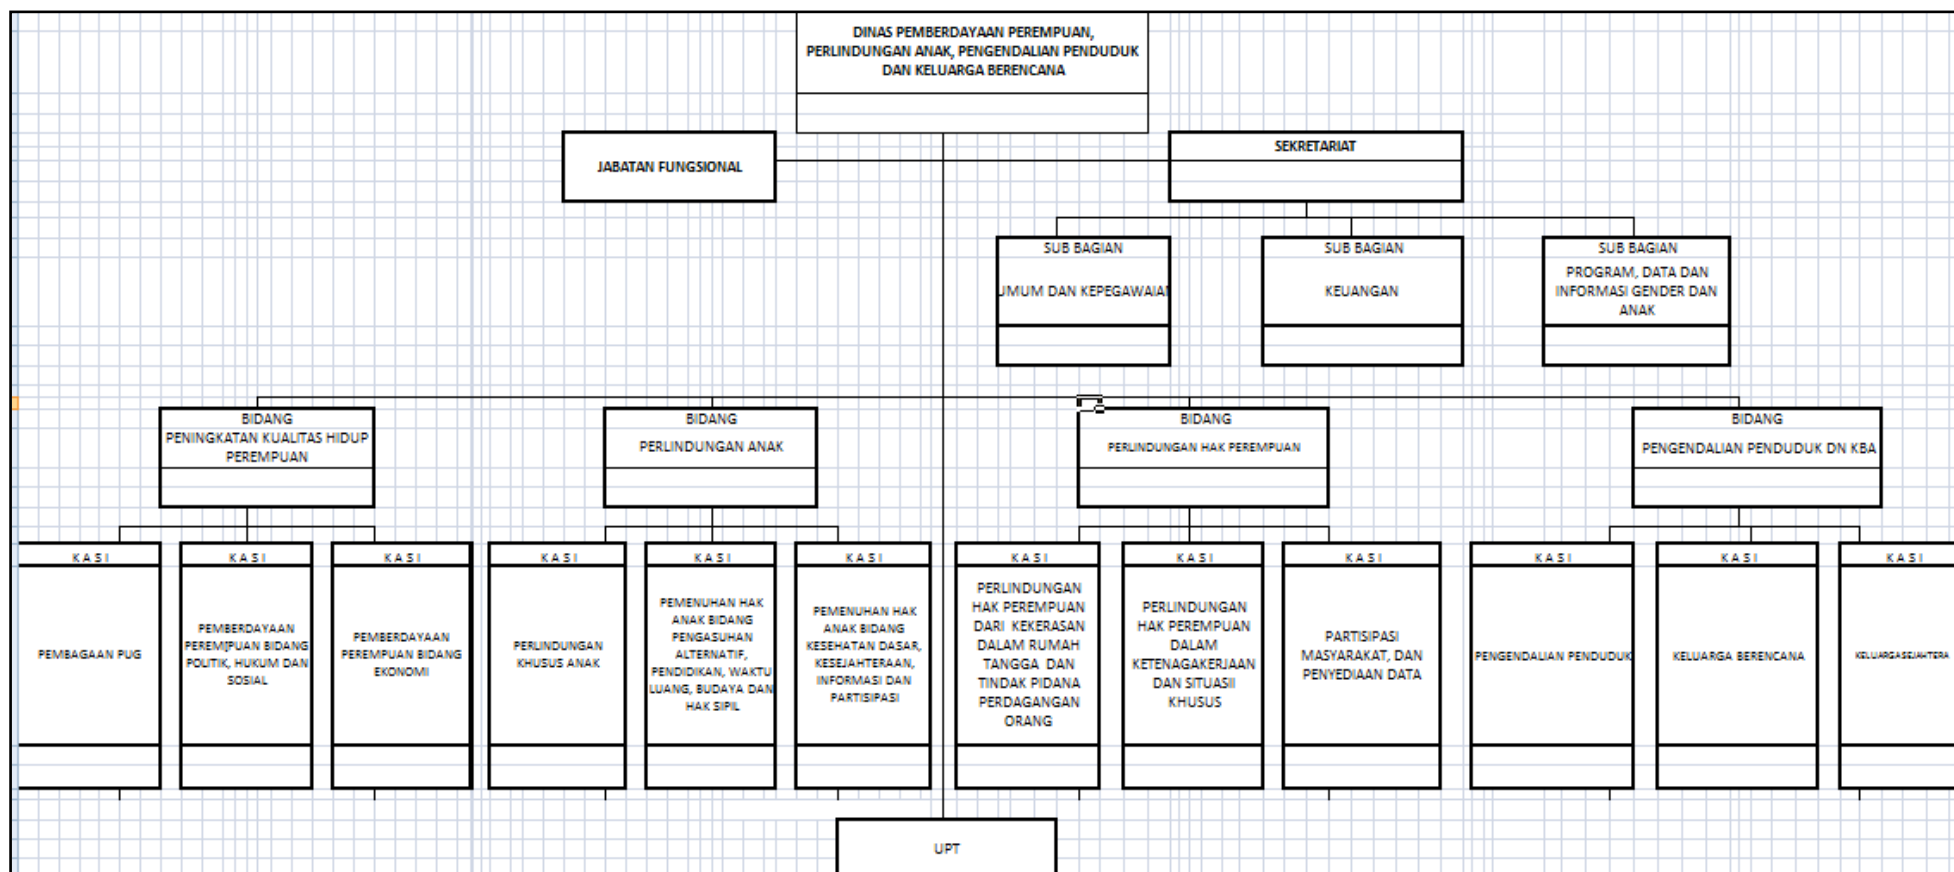 DINAS PEMBERDAYAAN PEREMPUAN,
PERLINDUNGAN ANAK, PENGENDALIAN PENDUDUK
DAN KELUARGA BERENCANA
JABATAN FUNGSIONAL
SEKRETARIAT
SUB BAGIAN
UMUM DAN KEPEGAWAIAN
SUB BAGIAN
KEUANGAN
SUB BAGIAN
PROGRAM, DATA DAN
INFORMASI GENDER DAN
ANAK
BIDANG
PENINGKATAN KUALITAS HIDUP
PEREMPUAN
BIDANG
PERLINDUNGAN ANAK
BIDANG
PERLINDUNGAN HAK PEREMPUAN
BIDANG
PENGENDALIAN PENDUDUK DN KBA
K A S I
PEMBAGAAN PUG
K A S I
PEMBERDAYAAN
PEREMPUAN BIDANG
POLITIK, HUKUM DAN
SOSIAL
K A S I
PEMBERDAYAAN
PEREMPUAN BIDANG
EKONOMI
K A S I
PERLINDUNGAN
KHUSUS ANAK
K A S I
PEMENUHAN HAK
ANAK BIDANG
PENGASUHAN
ALTERNATIF,
PENDIDIKAN, WAKTU
LUANG, BUDAYA DAN
HAK SIPIL
K A S I
PEMENUHAN HAK
ANAK BIDANG
KESEHATAN DASAR,
KESEJAHTERAAN,
INFORMASI DAN
PARTISIPASI
K A S I
PERLINDUNGAN
HAK PEREMPUAN
DARI KEKERASAN
DALAM RUMAH
TANGGA DAN
TINDAK PIDANA
PERDAGANGAN
ORANG
K A S I
PERLINDUNGAN
HAK PEREMPUAN
DALAM
KETENAGAKERJAAN
DAN SITUASII
KHUSUS
K A S I
PARTISIPASI
MASYARAKAT, DAN
PENYEDIAAN DATA
K A S I
PENGENDALIAN PENDUDUK
K A S I
KELUARGA BERENCANA
K A S I
KELUARGA SEJAHTERA
UPT